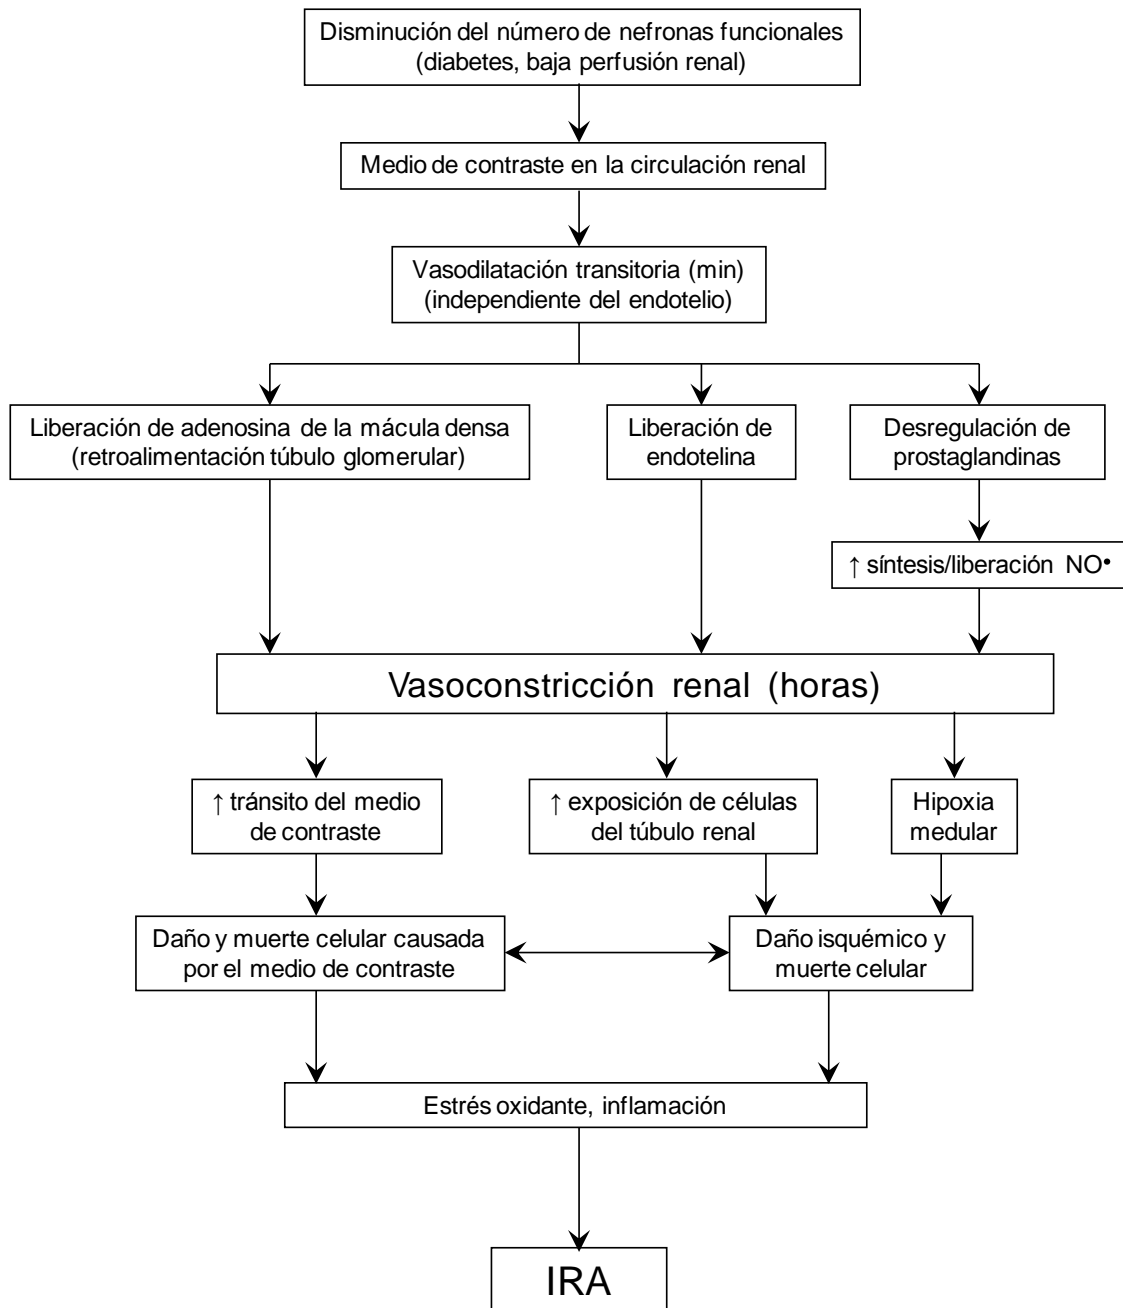 Disminución del número de nefronas funcionales
(diabetes, baja perfusión renal)
Medio de contraste en la circulación renal
Vasodilatación transitoria (min)
(independiente del endotelio)
Liberación de adenosina de la mácula densa
(retroalimentación túbulo glomerular)
Liberación de
endotelina
Desregulación de
prostaglandinas
↑ síntesis/liberación NO•
Vasoconstricción renal (horas)
↑ tránsito del medio
de contraste
↑ exposición de células
del túbulo renal
Hipoxia
medular
Daño y muerte celular causada
por el medio de contraste
Daño isquémico y
muerte celular
Estrés oxidante, inflamación
IRA